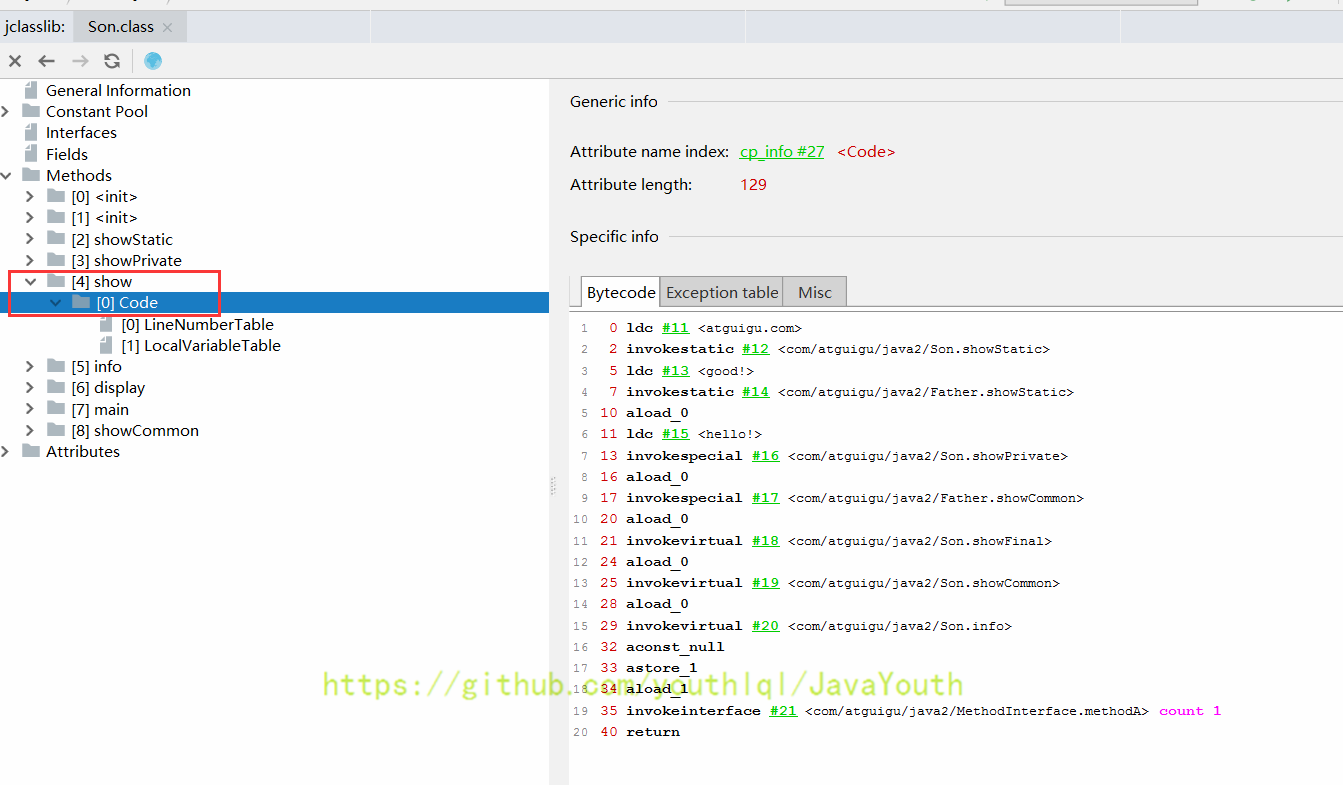 jclasslib: Son.class
General Information
Constant Pool
Interfaces
Fields
Methods
[0] <init>
[1] <init>
[2] showStatic
[3] showPrivate
[4] show
[0] Code
[0] LineNumberTable
[1] LocalVariableTable
[5] info
[6] display
[7] main
[8] showCommon
Attributes
Generic info
Attribute name index: cp_info #27 <Code>
Attribute length: 129
Specific info
Bytecode Exception table Misc
1 0 ldc #11 <atguigu.com>
2 2 invokestatic #12 <com/atguigu/java2/Son.showStatic>
3 5 ldc #13 <good!>
4 7 invokestatic #14 <com/atguigu/java2/Father.showStatic>
5 10 aload_0
6 11 ldc #15 <hello!>
7 13 invokespecial #16 <com/atguigu/java2/Son.showPrivate>
8 16 aload_0
9 17 invokespecial #17 <com/atguigu/java2/Father.showCommon>
10 20 aload_0
11 21 invokevirtual #18 <com/atguigu/java2/Son.showFinal>
12 24 aload_0
13 25 invokevirtual #19 <com/atguigu/java2/Son.showCommon>
14 28 aload_0
15 29 invokevirtual #20 <com/atguigu/java2/Son.info>
16 32 aconst_null
17 33 astore_1
18 34 aload_1
19 35 invokeinterface #21 <com/atguigu/java2/MethodInterface.methodA> count 1
20 40 return
https://github.com/youthlql/JavaYouth